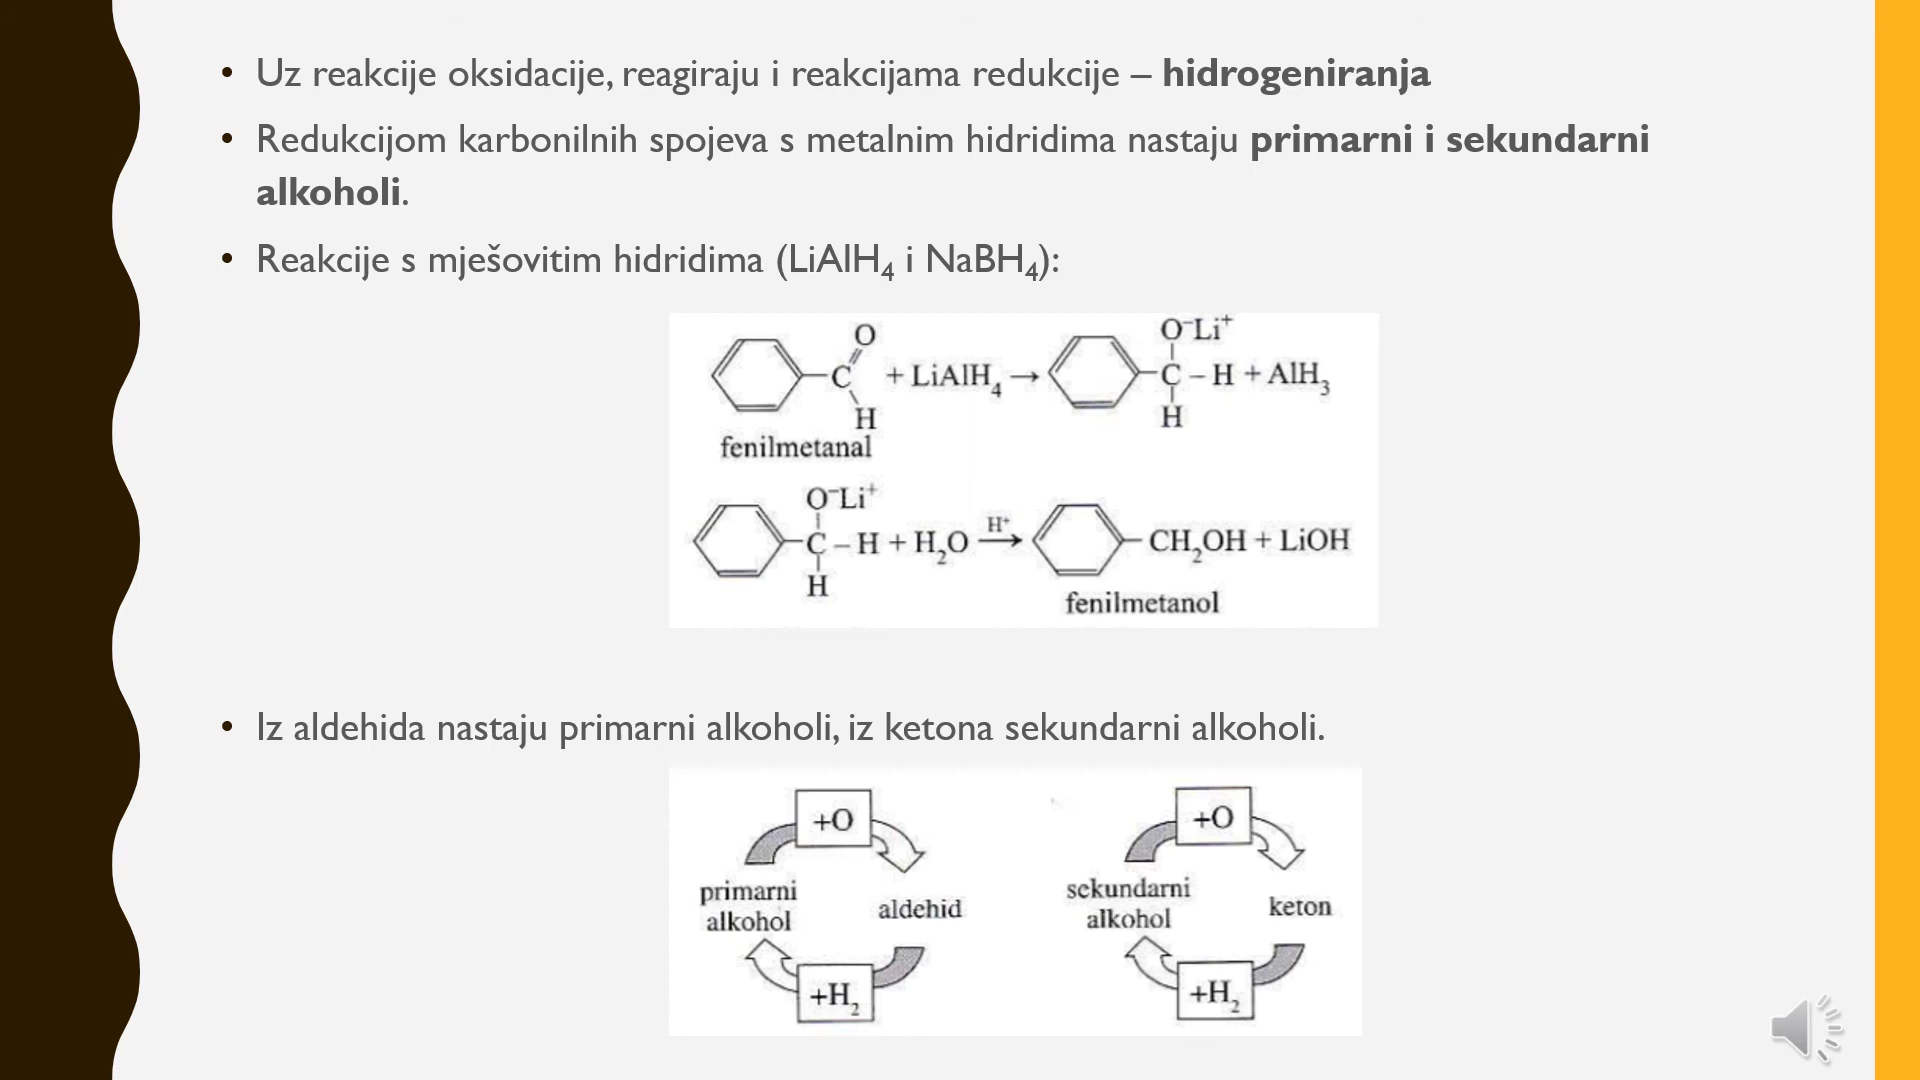 • Uz reakcije oksidacije, reagiraju i reakcijama redukcije – hidrogeniranja
• Redukcijom karbonilnih spojeva s metalnim hidridima nastaju primarni i sekundarni
alkoholi.
• Reakcije s mješovitim hidridima (LiAlH₄ i NaBH₄):
O
C
H
+ LiAlH₄ →
O⁻Li⁺
C – H + AlH₃
H
fenilmetanal
O⁻Li⁺
C – H + H₂O
H
H⁺
→
CH₂OH + LiOH
fenilmetanol
• Iz aldehida nastaju primarni alkoholi, iz ketona sekundarni alkoholi.
+O
primarni
alkohol
aldehid
+H₂
+O
sekundarni
alkohol
keton
+H₂